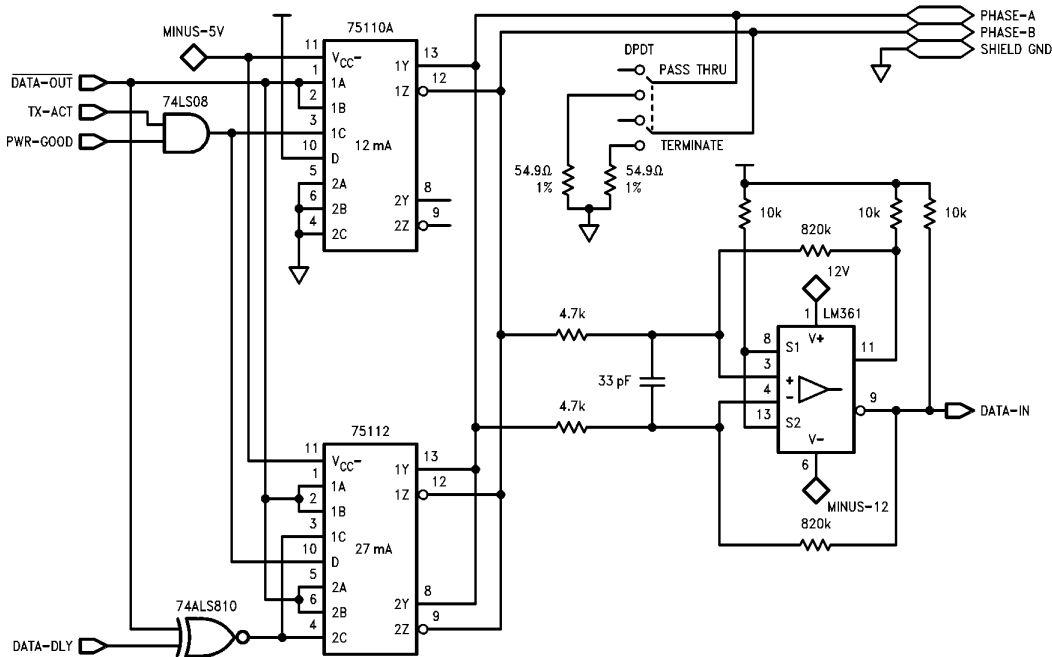 MINUS-5V
75110A
DATA-OUT
TX-ACT
PWR-GOOD
74LS08
11
1
2
3
10
5
6
4
VCC-
1A
1B
1C
D
12 mA
2A
2B
2C
1Y
1Z
2Y
2Z
13
12
8
9
PHASE-A
PHASE-B
SHIELD GND
DPDT
PASS THRU
TERMINATE
54.9Ω
1%
54.9Ω
1%
10k
10k
10k
820k
12V
1
LM361
V+
8
S1
3
+
4
-
13
S2
V-
11
9
DATA-IN
6
MINUS-12
820k
4.7k
33 pF
4.7k
75112
11
1
2
3
10
5
6
4
VCC-
1A
1B
1C
D
27 mA
2A
2B
2C
1Y
1Z
2Y
2Z
13
12
8
9
74ALS810
DATA-DLY